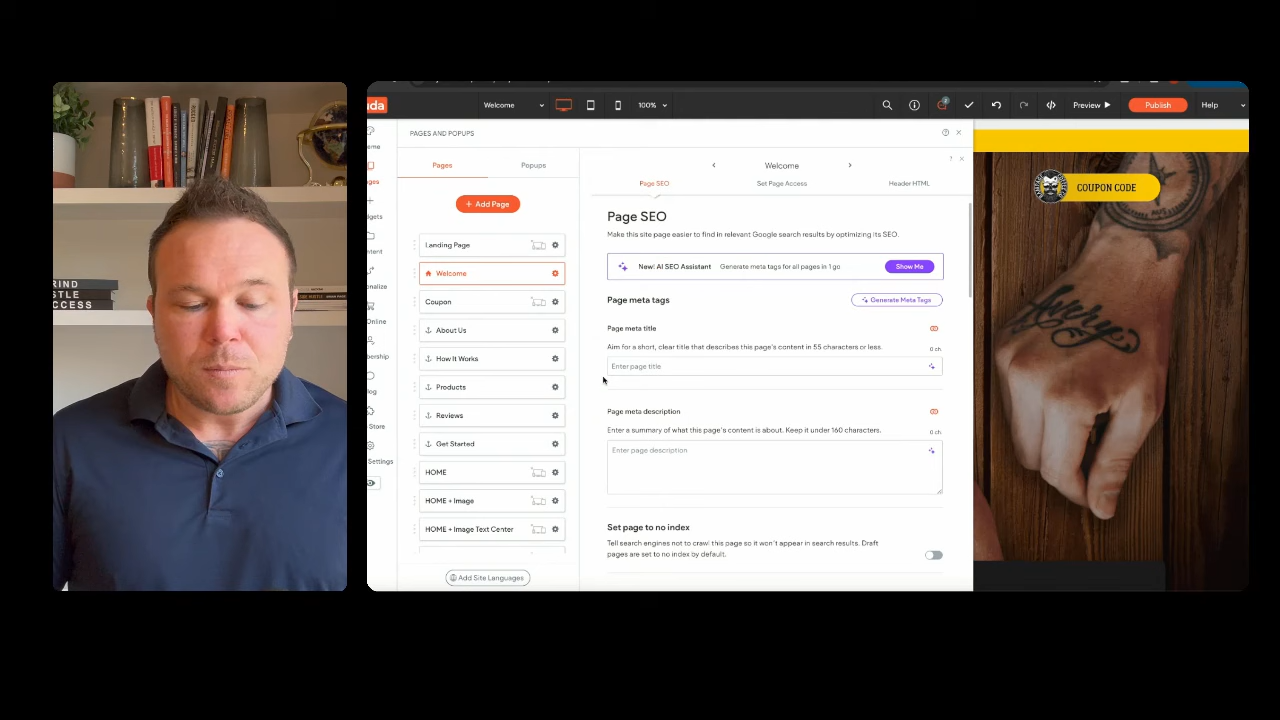 RIND
STLE
CCESS
Welcome
100%
Preview
Publish
Help
PAGES AND POPUPS
Pages
Popups
+ Add Page
Landing Page
Welcome
Coupon
About Us
How It Works
Products
Reviews
Get Started
HOME
HOME + Image
HOME + Image Text Center
Add Site Languages
Welcome
Page SEO
Set Page Access
Header HTML
Page SEO
Make this site page easier to find in relevant Google search results by optimizing its SEO.
New! AI SEO Assistant
Generate meta tags for all pages in 1 go
Show Me
Page meta tags
Generate Meta Tags
Page meta title
Aim for a short, clear title that describes this page's content in 55 characters or less.
0 ch.
Enter page title
Page meta description
Enter a summary of what this page's content is about. Keep it under 160 characters.
0 ch.
Enter page description
Set page to no index
Tell search engines not to crawl this page so it won't appear in search results. Draft
pages are set to no index by default.
COUPON CODE